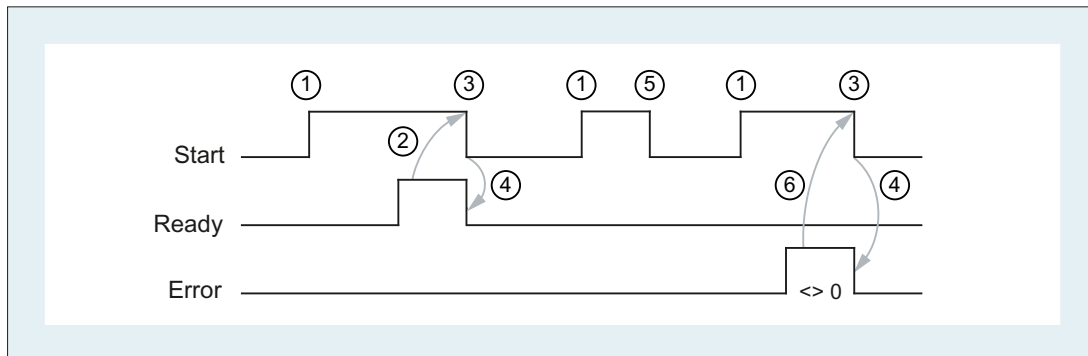 ① ③ ① ⑤ ① ③
②
Start
④ ⑥ ④
Ready
Error <> 0